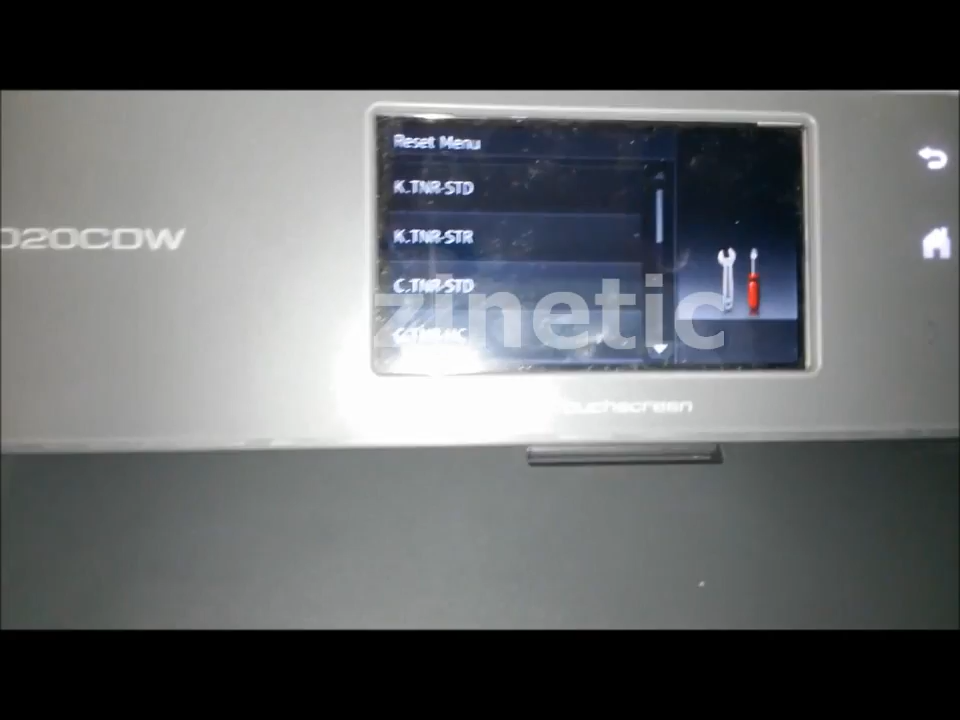 Reset Menu
K.TNR-STD
020CDW
K.TNR-STR
C.TNR-STD
zinetic
Touchscreen